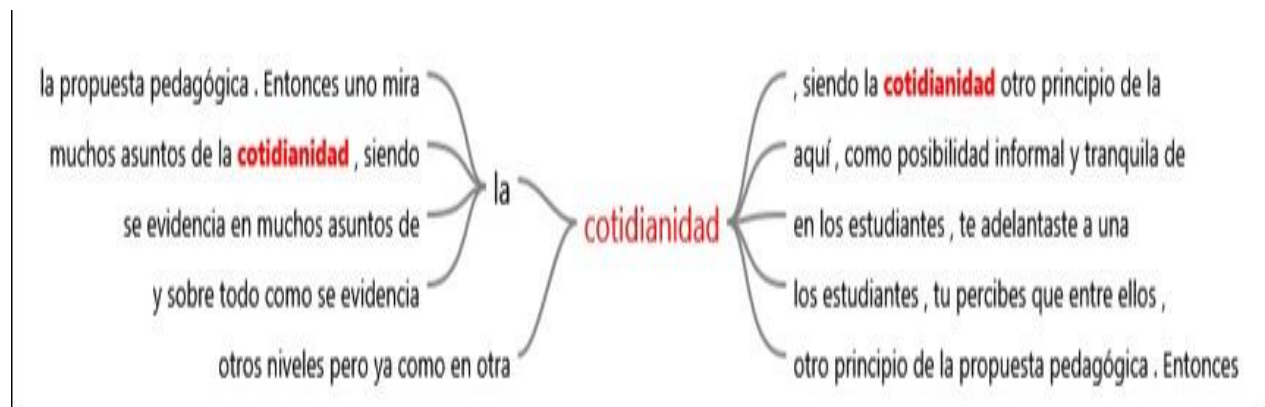 la propuesta pedagógica . Entonces uno mira
muchos asuntos de la cotidianidad , siendo
se evidencia en muchos asuntos de
y sobre todo como se evidencia
otros niveles pero ya como en otra
la
cotidianidad
, siendo la cotidianidad otro principio de la
aquí , como posibilidad informal y tranquila de
en los estudiantes , te adelantaste a una
los estudiantes , tu percibes que entre ellos ,
otro principio de la propuesta pedagógica . Entonces